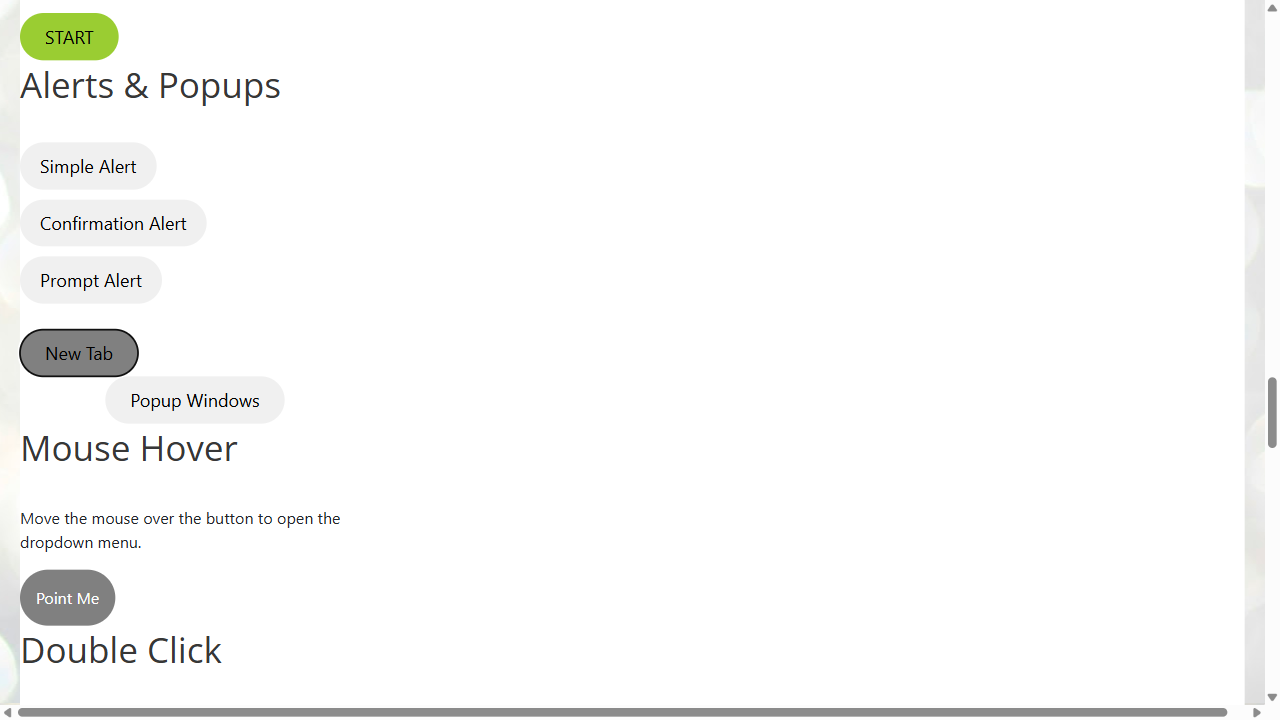 START
Alerts & Popups
Simple Alert
Confirmation Alert
Prompt Alert
New Tab
Popup Windows
Mouse Hover
Move the mouse over the button to open the
dropdown menu.
Point Me
Double Click